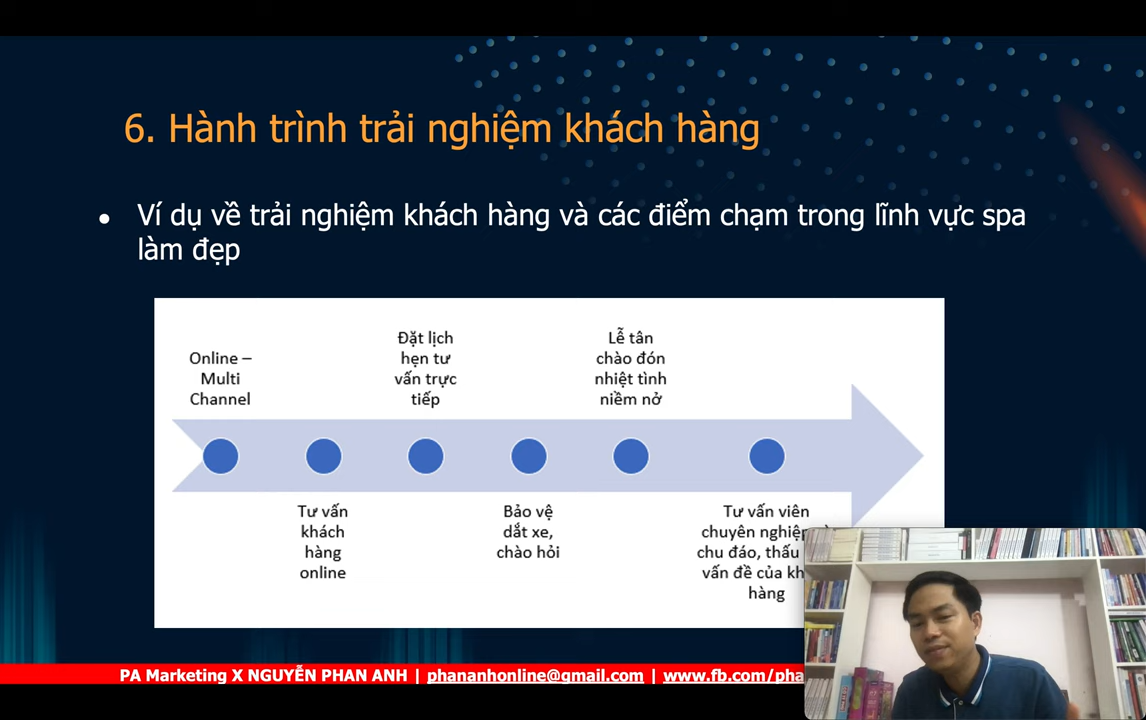 6. Hành trình trải nghiệm khách hàng
● Ví dụ về trải nghiệm khách hàng và các điểm chạm trong lĩnh vực spa
làm đẹp
Online –
Multi
Channel
Tư vấn
khách
hàng
online
Đặt lịch
hẹn tư
vấn trực
tiếp
Bảo vệ
dắt xe,
chào hỏi
Lễ tân
chào đón
nhiệt tình
niềm nở
Tư vấn viên
chuyên nghiệp
chu đáo, thấu
vấn đề của
hàng
PA Marketing X NGUYỄN PHAN ANH | phananhonline@gmail.com | www.fb.com/pha